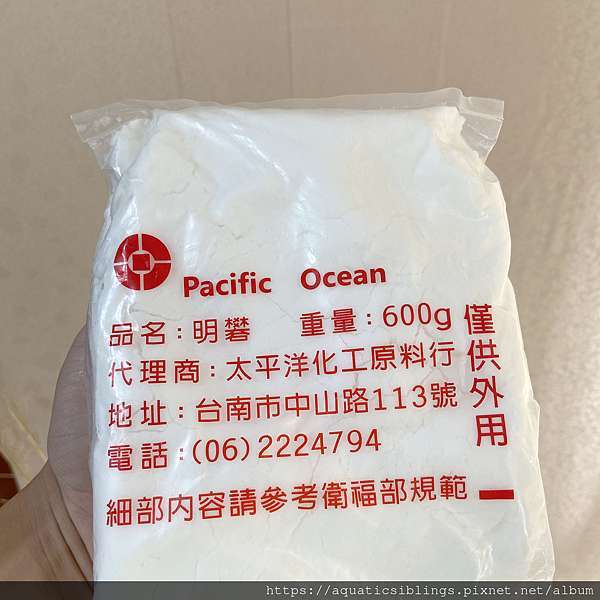 Pacific Ocean
品名：明礬 重量：600g
代理商：太平洋化工原料行
地址：台南市中山路113號
電話：(06)2224794
僅供外用
細部內容請參考衛福部規範
https://aquaticsiblings.pixnet.net/album